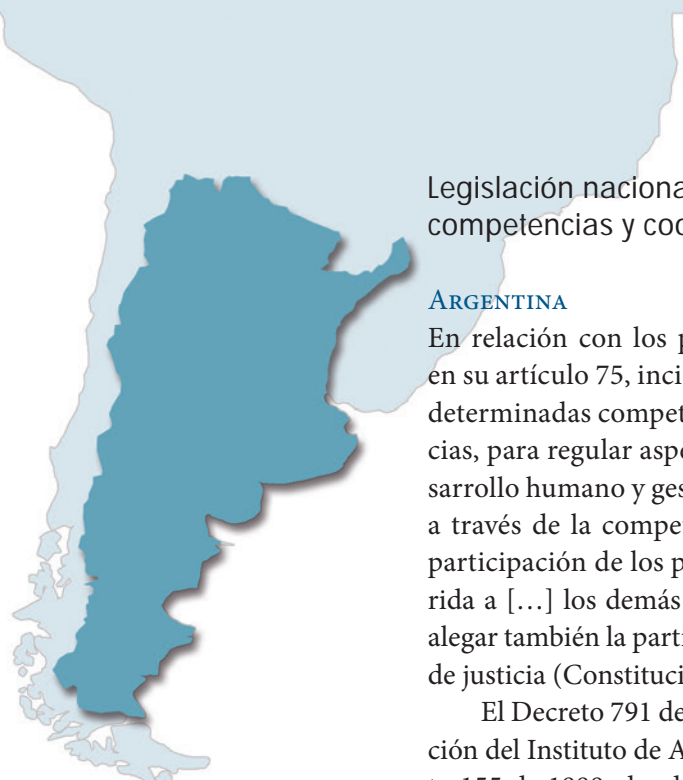 Legislación naciona
competencias y coo
ARGENTINA
En relación con los p
en su artículo 75, inci
determinadas compet
cias, para regular aspe
sarrollo humano y ges
a través de la compe
participación de los p
rida a […] los demás
alegar también la parti
de justicia (Constituci
El Decreto 791 de
ción del Instituto de A